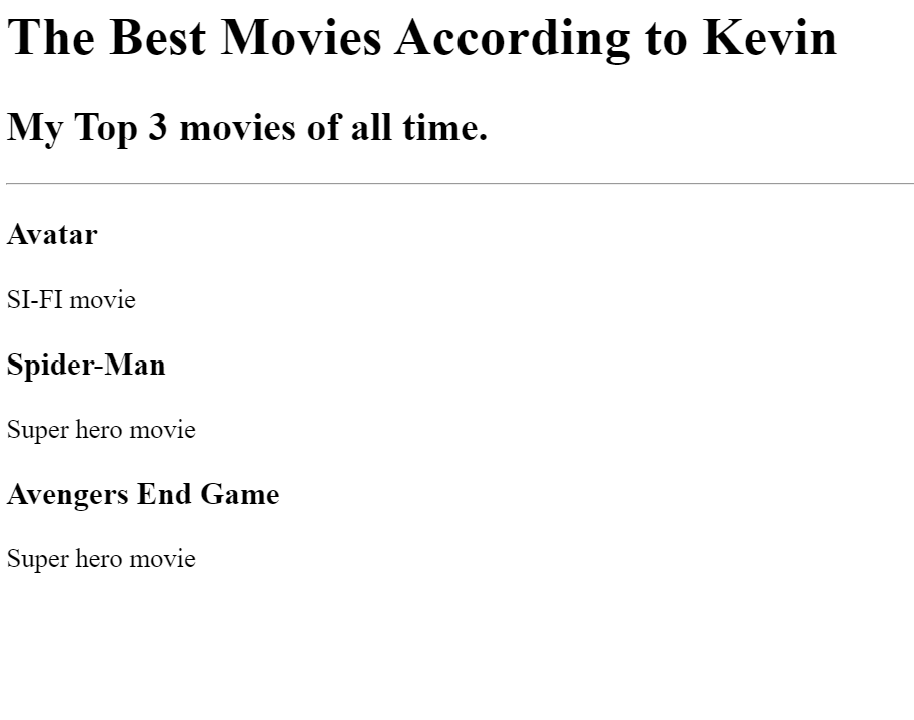 The Best Movies According to Kevin
My Top 3 movies of all time.
Avatar
SI-FI movie
Spider-Man
Super hero movie
Avengers End Game
Super hero movie